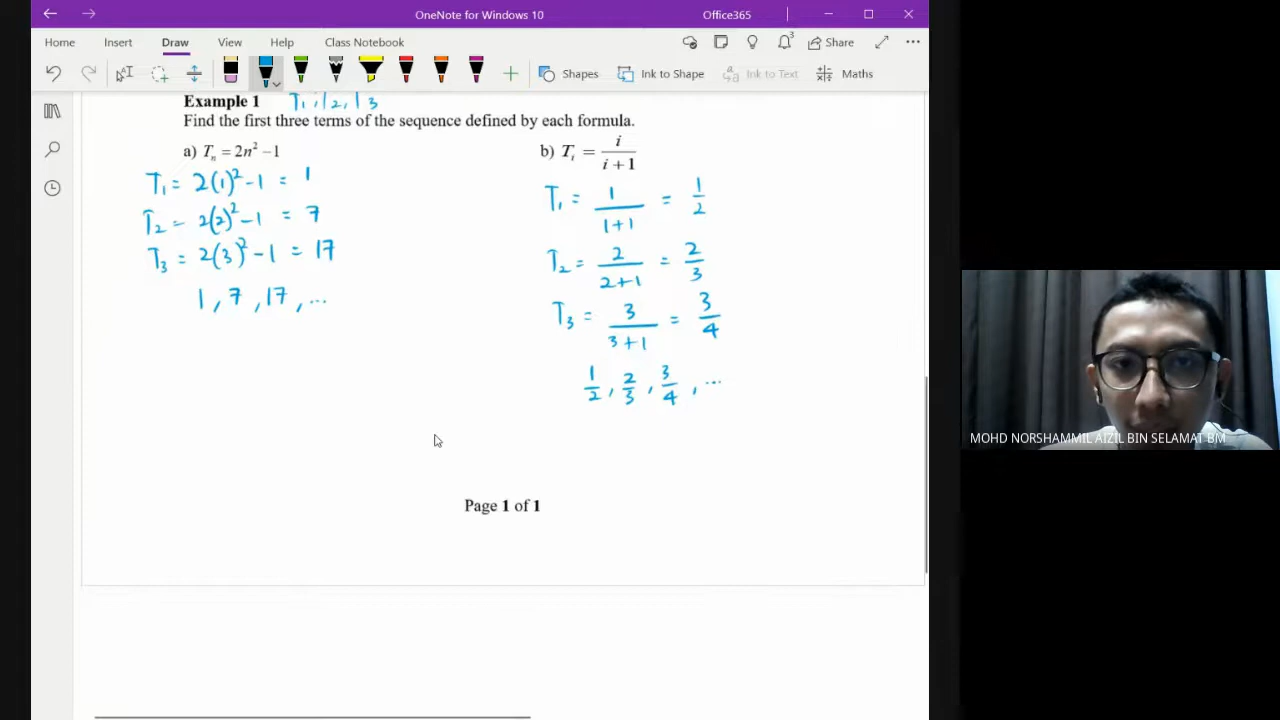 OneNote for Windows 10
Office365
Home Insert Draw View Help Class Notebook
Share
3
Shapes Ink to Shape Ink to Text Maths
Example 1 T1, T2, T3
Find the first three terms of the sequence defined by each formula.
a) Tₙ = 2n² −1
T₁ = 2(1)² −1 = 1
T₂ = 2(2)² −1 = 7
T₃ = 2(3)² −1 = 17
1, 7, 17, ...
b) Tᵢ = i/(i+1)
T₁ = 1/(1+1) = 1/2
T₂ = 2/(2+1) = 2/3
T₃ = 3/(3+1) = 3/4
1/2, 2/3, 3/4, ...
Page 1 of 1
MOHD NORSHAMMIL AIZIL BIN SELAMAT BM